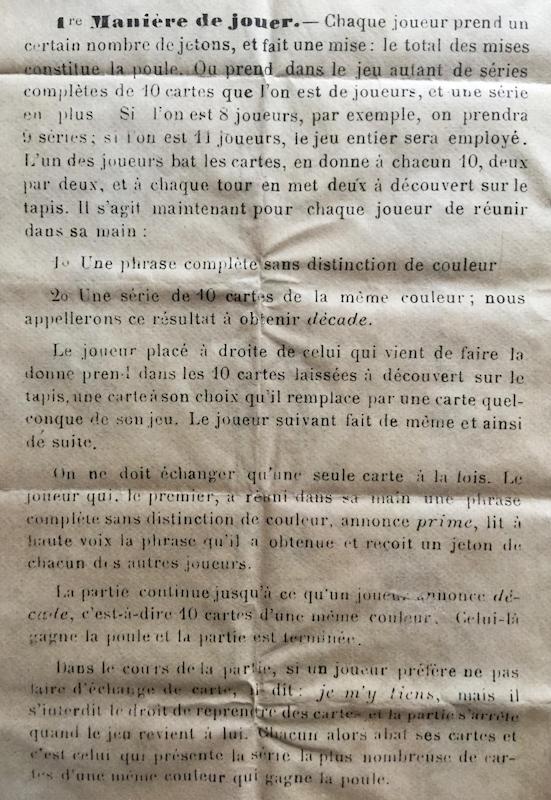 1re Manière de jouer. — Chaque joueur prend un
certain nombre de jetons, et fait une mise : le total des mises
constitue la poule. On prend dans le jeu autant de séries
complètes de 10 cartes que l'on est de joueurs, et une série
en plus Si l'on est 8 joueurs, par exemple, on prendra
9 séries; si l'on est 11 joueurs, le jeu entier sera employé.
L'un des joueurs bat les cartes, en donne à chacun 10, deux
par deux, et à chaque tour en met deux à découvert sur le
tapis. Il s'agit maintenant pour chaque joueur de réunir
dans sa main :
1o Une phrase complète sans distinction de couleur
2o Une série de 10 cartes de la même couleur ; nous
appellerons ce résultat à obtenir décade.
Le joueur placé à droite de celui qui vient de faire la
donne prend dans les 10 cartes laissées à découvert sur le
tapis, une carte à son choix qu'il remplace par une carte quel-
conque de son jeu. Le joueur suivant fait de même et ainsi
de suite.
On ne doit échanger qu'une seule carte à la fois. Le
joueur qui, le premier, a réuni dans sa main une phrase
complète sans distinction de couleur, annonce prime, lit à
haute voix la phrase qu'il a obtenue et reçoit un jeton de
chacun des autres joueurs.
La partie continue jusqu'à ce qu'un joueur annonce dé-
cade, c'est-à-dire 10 cartes d'une même couleur. Celui-là
gagne la poule et la partie est terminée.
Dans le cours de la partie, si un joueur préfère ne pas
faire d'échange de carte, il dit : je m'y tiens, mais il
s'interdit le droit de reprendre des cartes et la partie s'arrête
quand le jeu revient à lui. Chacun alors abat ses cartes et
c'est celui qui présente la série la plus nombreuse de car-
tes d'une même couleur qui gagne la poule.